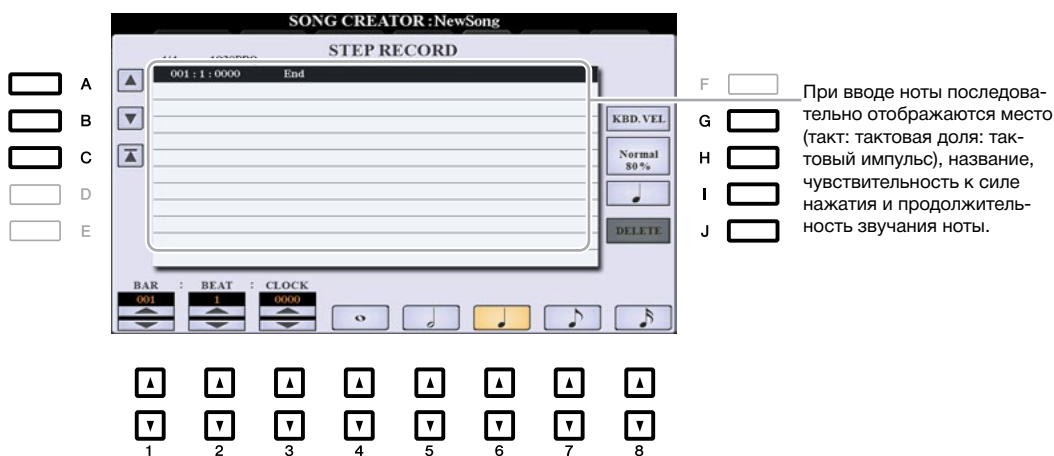 SONG CREATOR : NewSong
STEP RECORD
001 : 1 : 0000 End
A
B
C
D
E
F
G
H
I
J
KBD. VEL
Normal
80%
DELETE
При вводе ноты последова-
тельно отображаются место
(такт: тактовая доля: так-
товый импульс), название,
чувствительность к силе
нажатия и продолжитель-
ность звучания ноты.
BAR : BEAT : CLOCK
001 1 0000
1 2 3 4 5 6 7 8